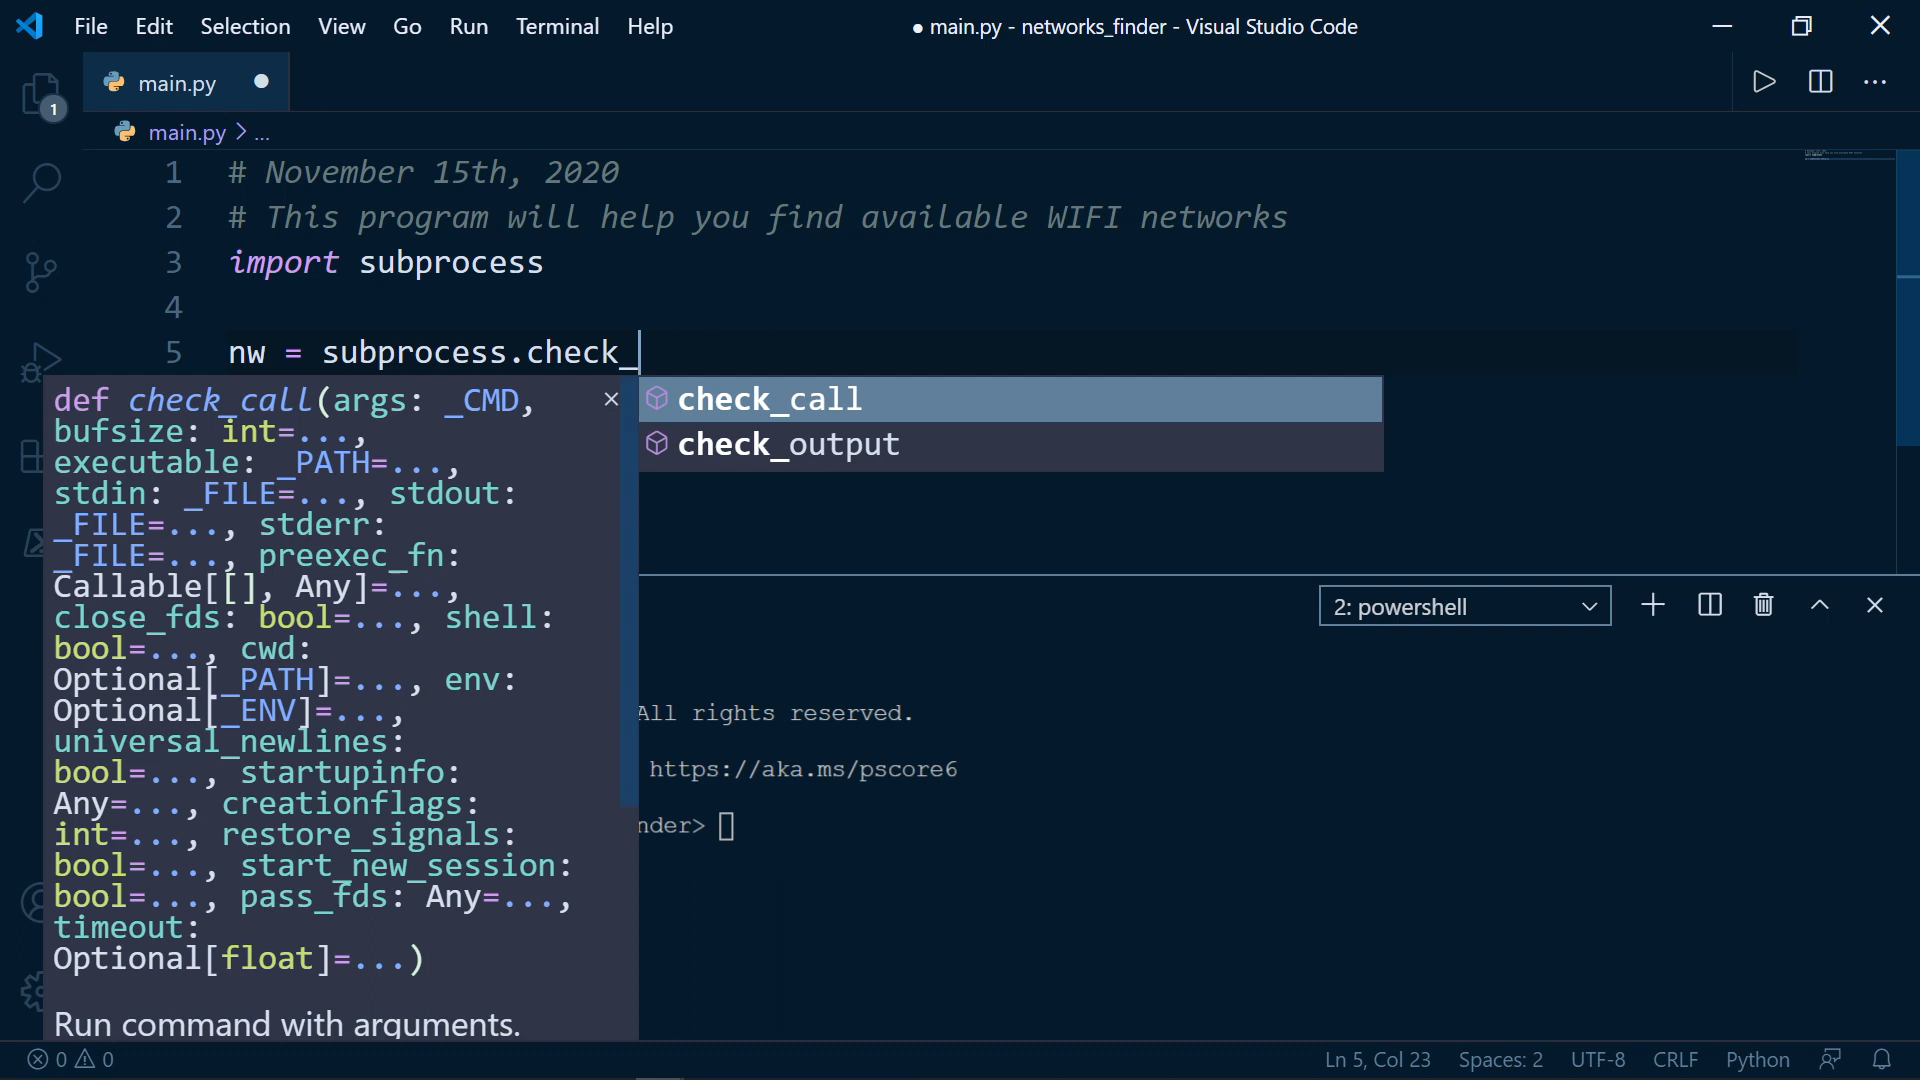 File Edit Selection View Go Run Terminal Help
● main.py - networks_finder - Visual Studio Code
main.py
1
main.py > ...
1 # November 15th, 2020
2 # This program will help you find available WIFI networks
3 import subprocess
4
5 nw = subprocess.check_
def check_call(args: _CMD,
bufsize: int=...,
executable: _PATH=...,
stdin: _FILE=..., stdout:
_FILE=..., stderr:
_FILE=..., preexec_fn:
Callable[[], Any]=...,
close_fds: bool=..., shell:
bool=..., cwd:
Optional[_PATH]=..., env:
Optional[_ENV]=...,
universal_newlines:
bool=..., startupinfo:
Any=..., creationflags:
int=..., restore_signals:
bool=..., start_new_session:
bool=..., pass_fds: Any=...,
timeout:
Optional[float]=...)
Run command with arguments.
check_call
check_output
2: powershell
All rights reserved.
https://aka.ms/pscore6
nder>
0 0
Ln 5, Col 23 Spaces: 2 UTF-8 CRLF Python